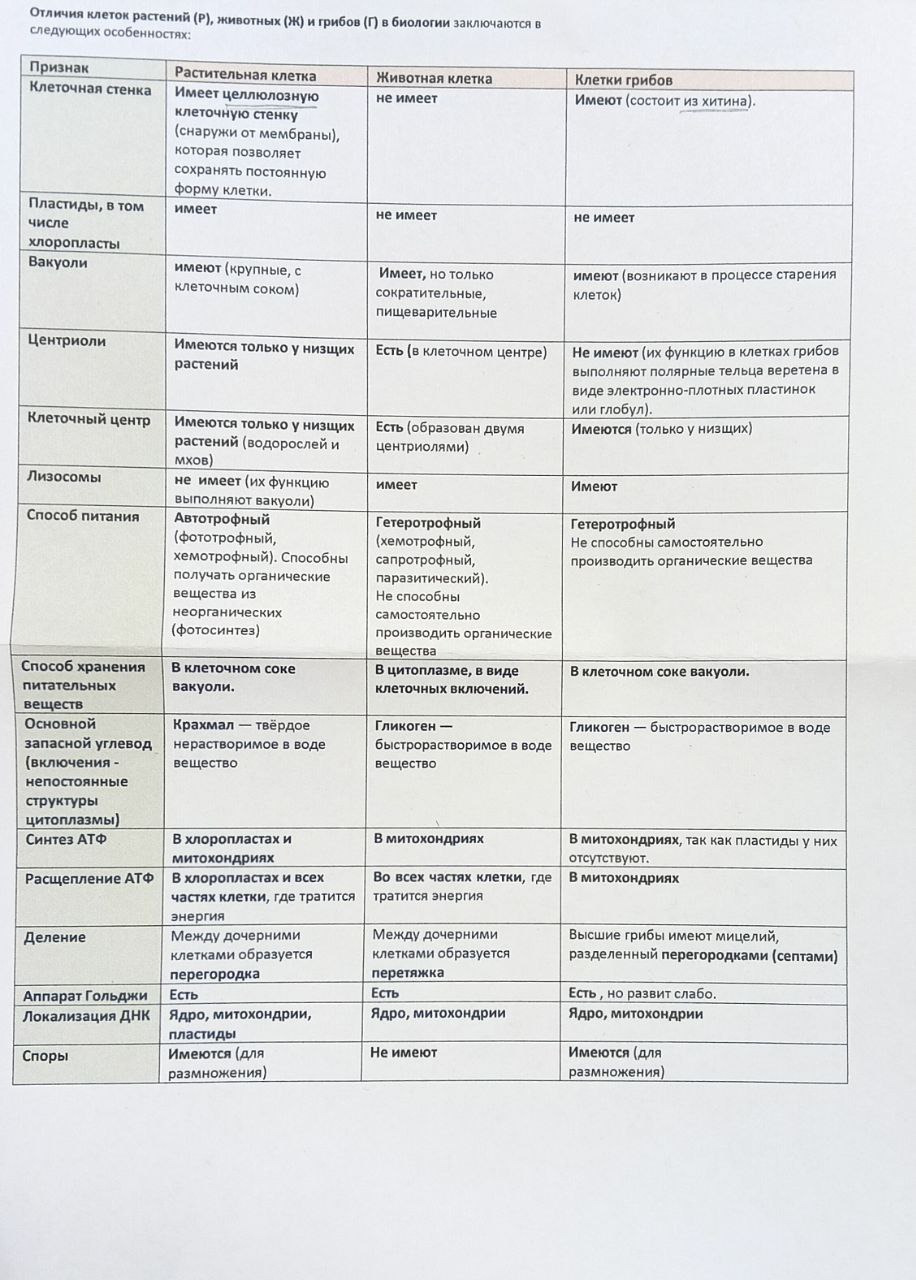 Отличия клеток растений (Р), животных (Ж) и грибов (Г) в биологии заключаются в
следующих особенностях:
Признак
Растительная клетка
Животная клетка
Клетки грибов
Клеточная стенка
Имеет целлюлозную
клеточную стенку
(снаружи от мембраны),
которая позволяет
сохранять постоянную
форму клетки.
не имеет
Имеют (состоит из хитина).
Пластиды, в том
числе
хлоропласты
имеет
не имеет
не имеет
Вакуоли
имеют (крупные, с
клеточным соком)
Имеет, но только
сократительные,
пищеварительные
имеют (возникают в процессе старения
клеток)
Центриоли
Имеются только у низщих
растений
Есть (в клеточном центре)
Не имеют (их функцию в клетках грибов
выполняют полярные тельца веретена в
виде электронно-плотных пластинок
или глобул).
Клеточный центр
Имеются только у низщих
растений (водорослей и
мхов)
Есть (образован двумя
центриолями)
Имеются (только у низщих)
Лизосомы
не имеет (их функцию
выполняют вакуоли)
имеет
Имеют
Способ питания
Автотрофный
(фототрофный,
хемотрофный). Способны
получать органические
вещества из
неорганических
(фотосинтез)
Гетеротрофный
(хемотрофный,
сапротрофный,
паразитический).
Не способны
самостоятельно
производить органические
вещества
Гетеротрофный
Не способны самостоятельно
производить органические вещества
Способ хранения
питательных
веществ
В клеточном соке
вакуоли.
В цитоплазме, в виде
клеточных включений.
В клеточном соке вакуоли.
Основной
запасной углевод
(включения -
непостоянные
структуры
цитоплазмы)
Крахмал — твёрдое
нерастворимое в воде
вещество
Гликоген —
быстрорастворимое в воде
вещество
Гликоген — быстрорастворимое в воде
вещество
Синтез АТФ
В хлоропластах и
митохондриях
В митохондриях
В митохондриях, так как пластиды у них
отсутствуют.
Расщепление АТФ
В хлоропластах и всех
частях клетки, где тратится
энергия
Во всех частях клетки, где
тратится энергия
В митохондриях
Деление
Между дочерними
клетками образуется
перегородка
Между дочерними
клетками образуется
перетяжка
Высшие грибы имеют мицелий,
разделенный перегородками (септами)
Аппарат Гольджи
Есть
Есть
Есть , но развит слабо.
Локализация ДНК
Ядро, митохондрии,
пластиды
Ядро, митохондрии
Ядро, митохондрии
Споры
Имеются (для
размножения)
Не имеют
Имеются (для
размножения)